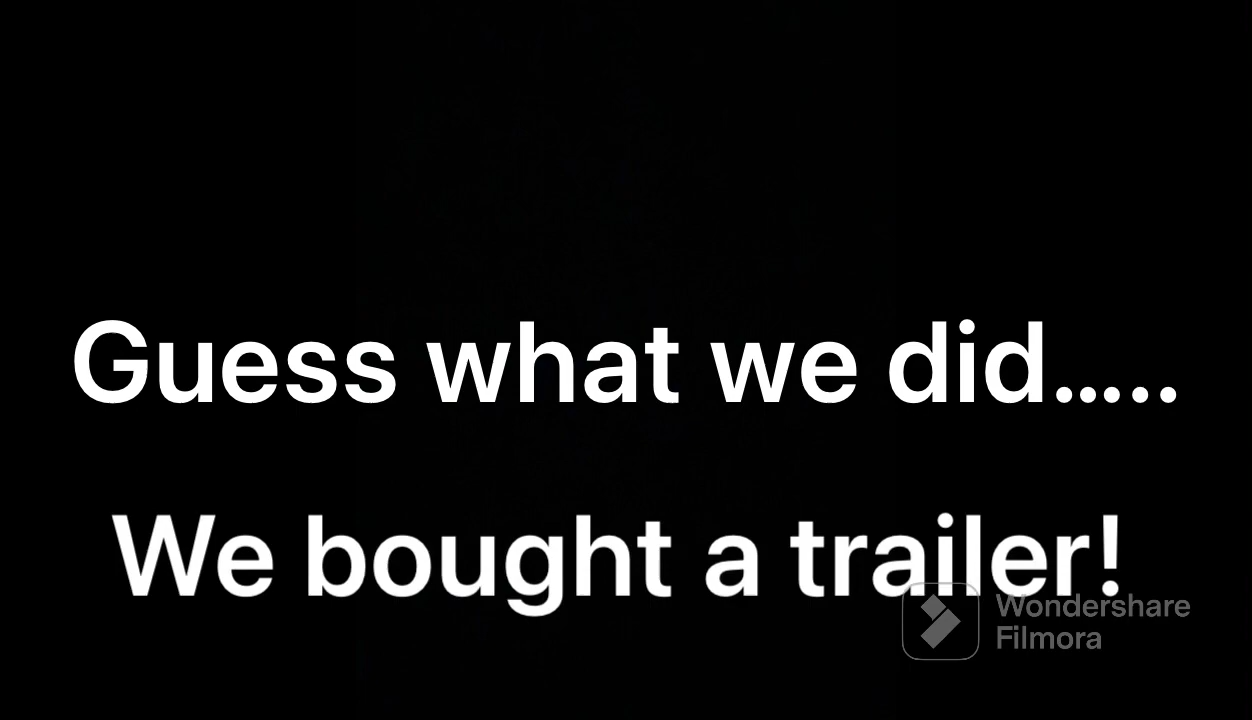 Guess what we did.....
We bought a trailer!
Wondershare
Filmora